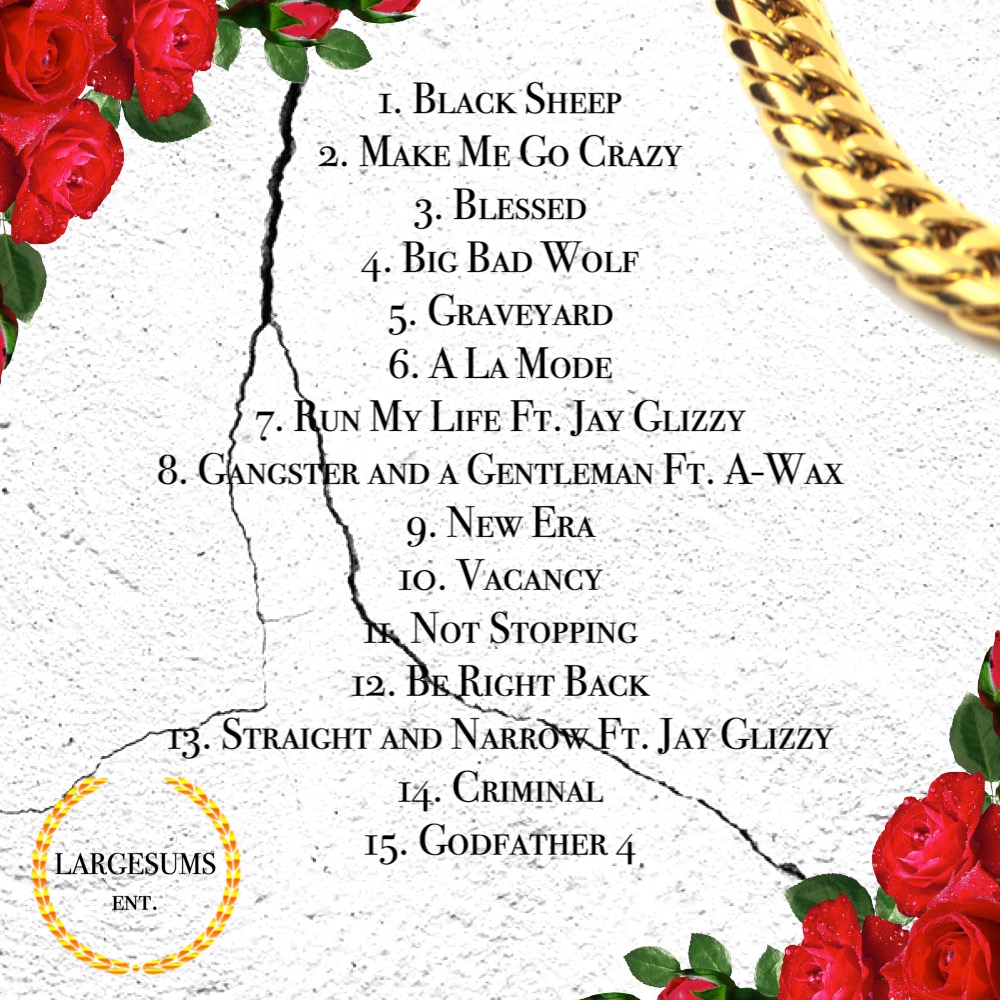 1. Black Sheep
2. Make Me Go Crazy
3. Blessed
4. Big Bad Wolf
5. Graveyard
6. A La Mode
7. Run My Life Ft. Jay Glizzy
8. Gangster and a Gentleman Ft. A-Wax
9. New Era
10. Vacancy
11. Not Stopping
12. Be Right Back
13. Straight and Narrow Ft. Jay Glizzy
14. Criminal
15. Godfather 4
LARGESUMS
ENT.